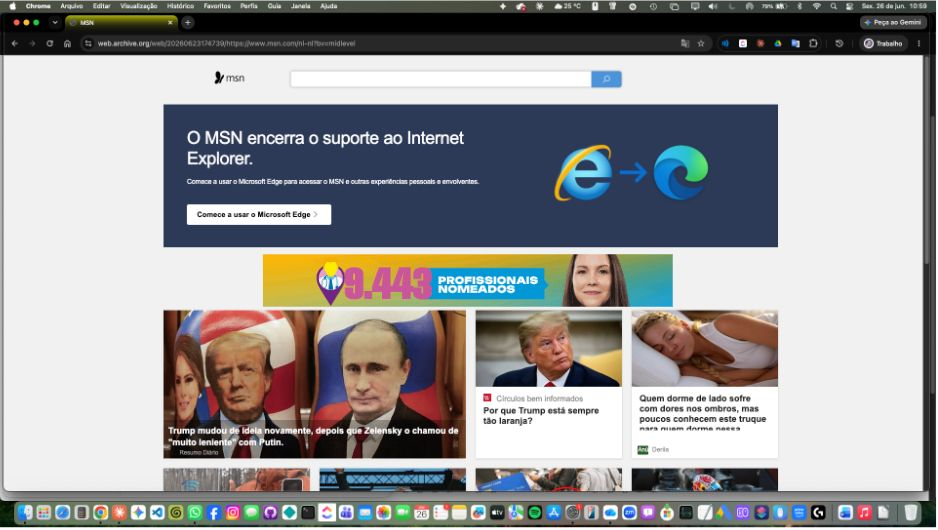 Chrome Arquivo Editar Visualização Histórico Favoritos Perfis Guia Janela Ajuda
25 °C
79%
Sex. 26 de jun. 10:59
MSN
Peça ao Gemini
web.archive.org/web/20260623174739/https://www.msn.com/nl-nl?bv=midlevel
Trabalho
msn
O MSN encerra o suporte ao Internet
Explorer.
Comece a usar o Microsoft Edge para acessar o MSN e outras experiências pessoais e envolventes.
Comece a usar o Microsoft Edge
9.443
PROFISSIONAIS
NOMEADOS
Trump mudou de ideia novamente, depois que Zelensky o chamou de
"muito leniente" com Putin.
Resumo Diário
Círculos bem informados
Por que Trump está sempre
tão laranja?
Quem dorme de lado sofre
com dores nos ombros, mas
poucos conhecem este truque
para quem dorme nessa
Derila
26